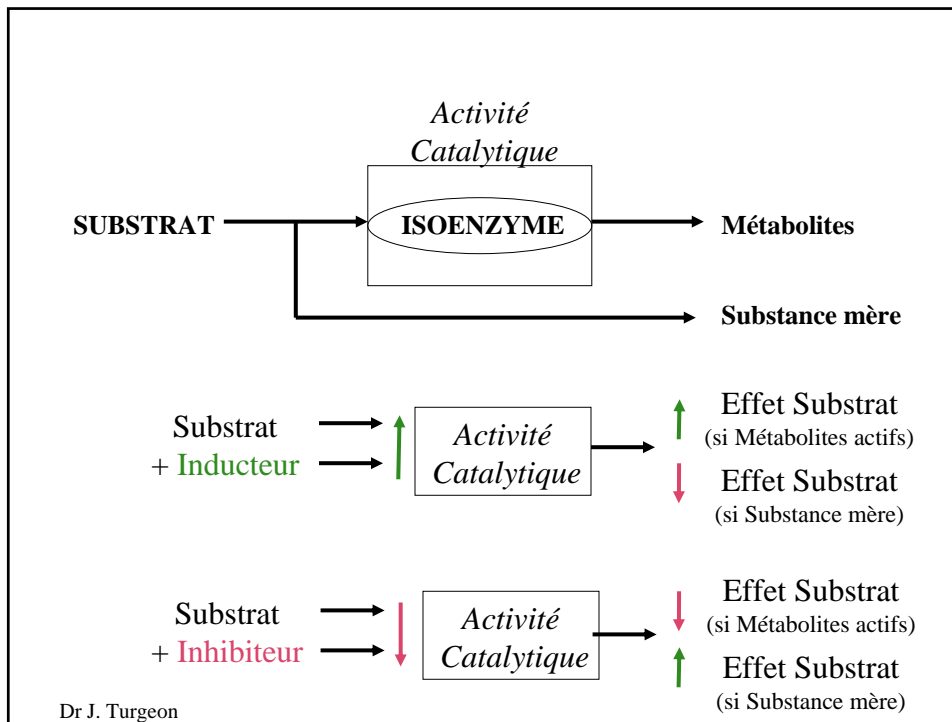 Activité
Catalytique
SUBSTRAT
ISOENZYME
Métabolites
Substance mère
Substrat
+ Inducteur
Activité
Catalytique
Effet Substrat
(si Métabolites actifs)
Effet Substrat
(si Substance mère)
Substrat
+ Inhibiteur
Activité
Catalytique
Effet Substrat
(si Métabolites actifs)
Effet Substrat
(si Substance mère)
Dr J. Turgeon